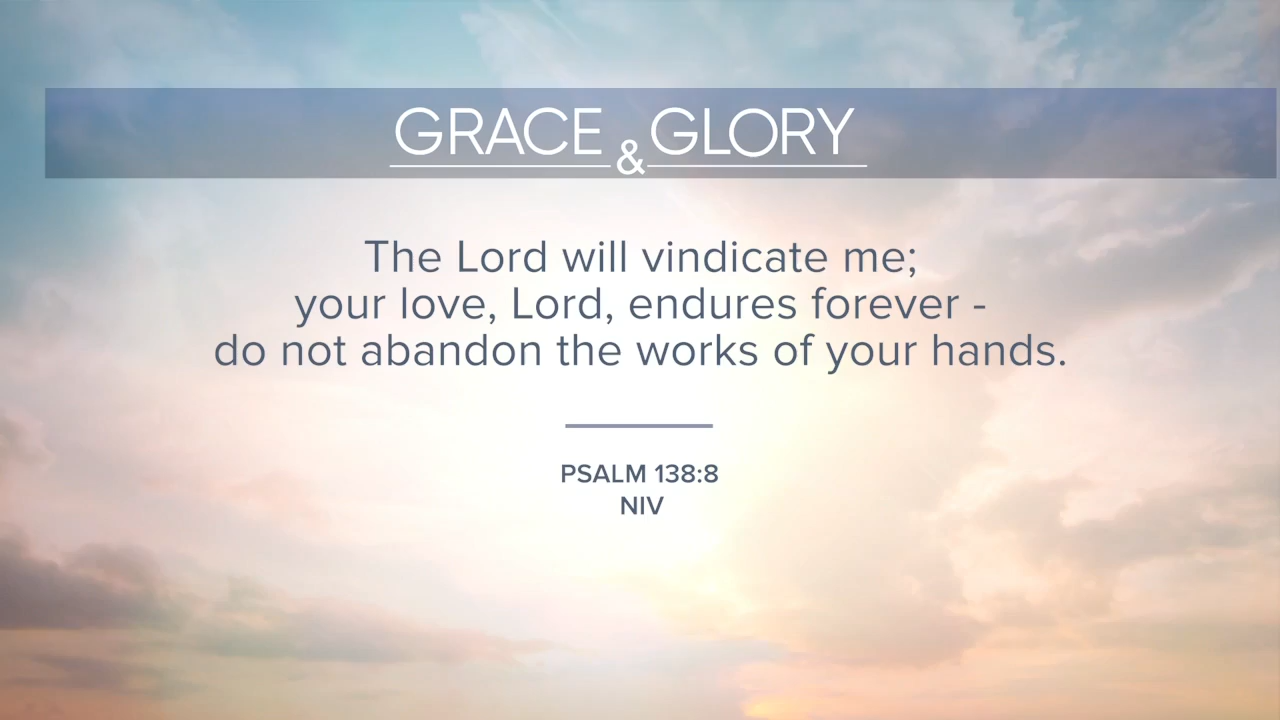 GRACE & GLORY
The Lord will vindicate me;
your love, Lord, endures forever -
do not abandon the works of your hands.
PSALM 138:8
NIV